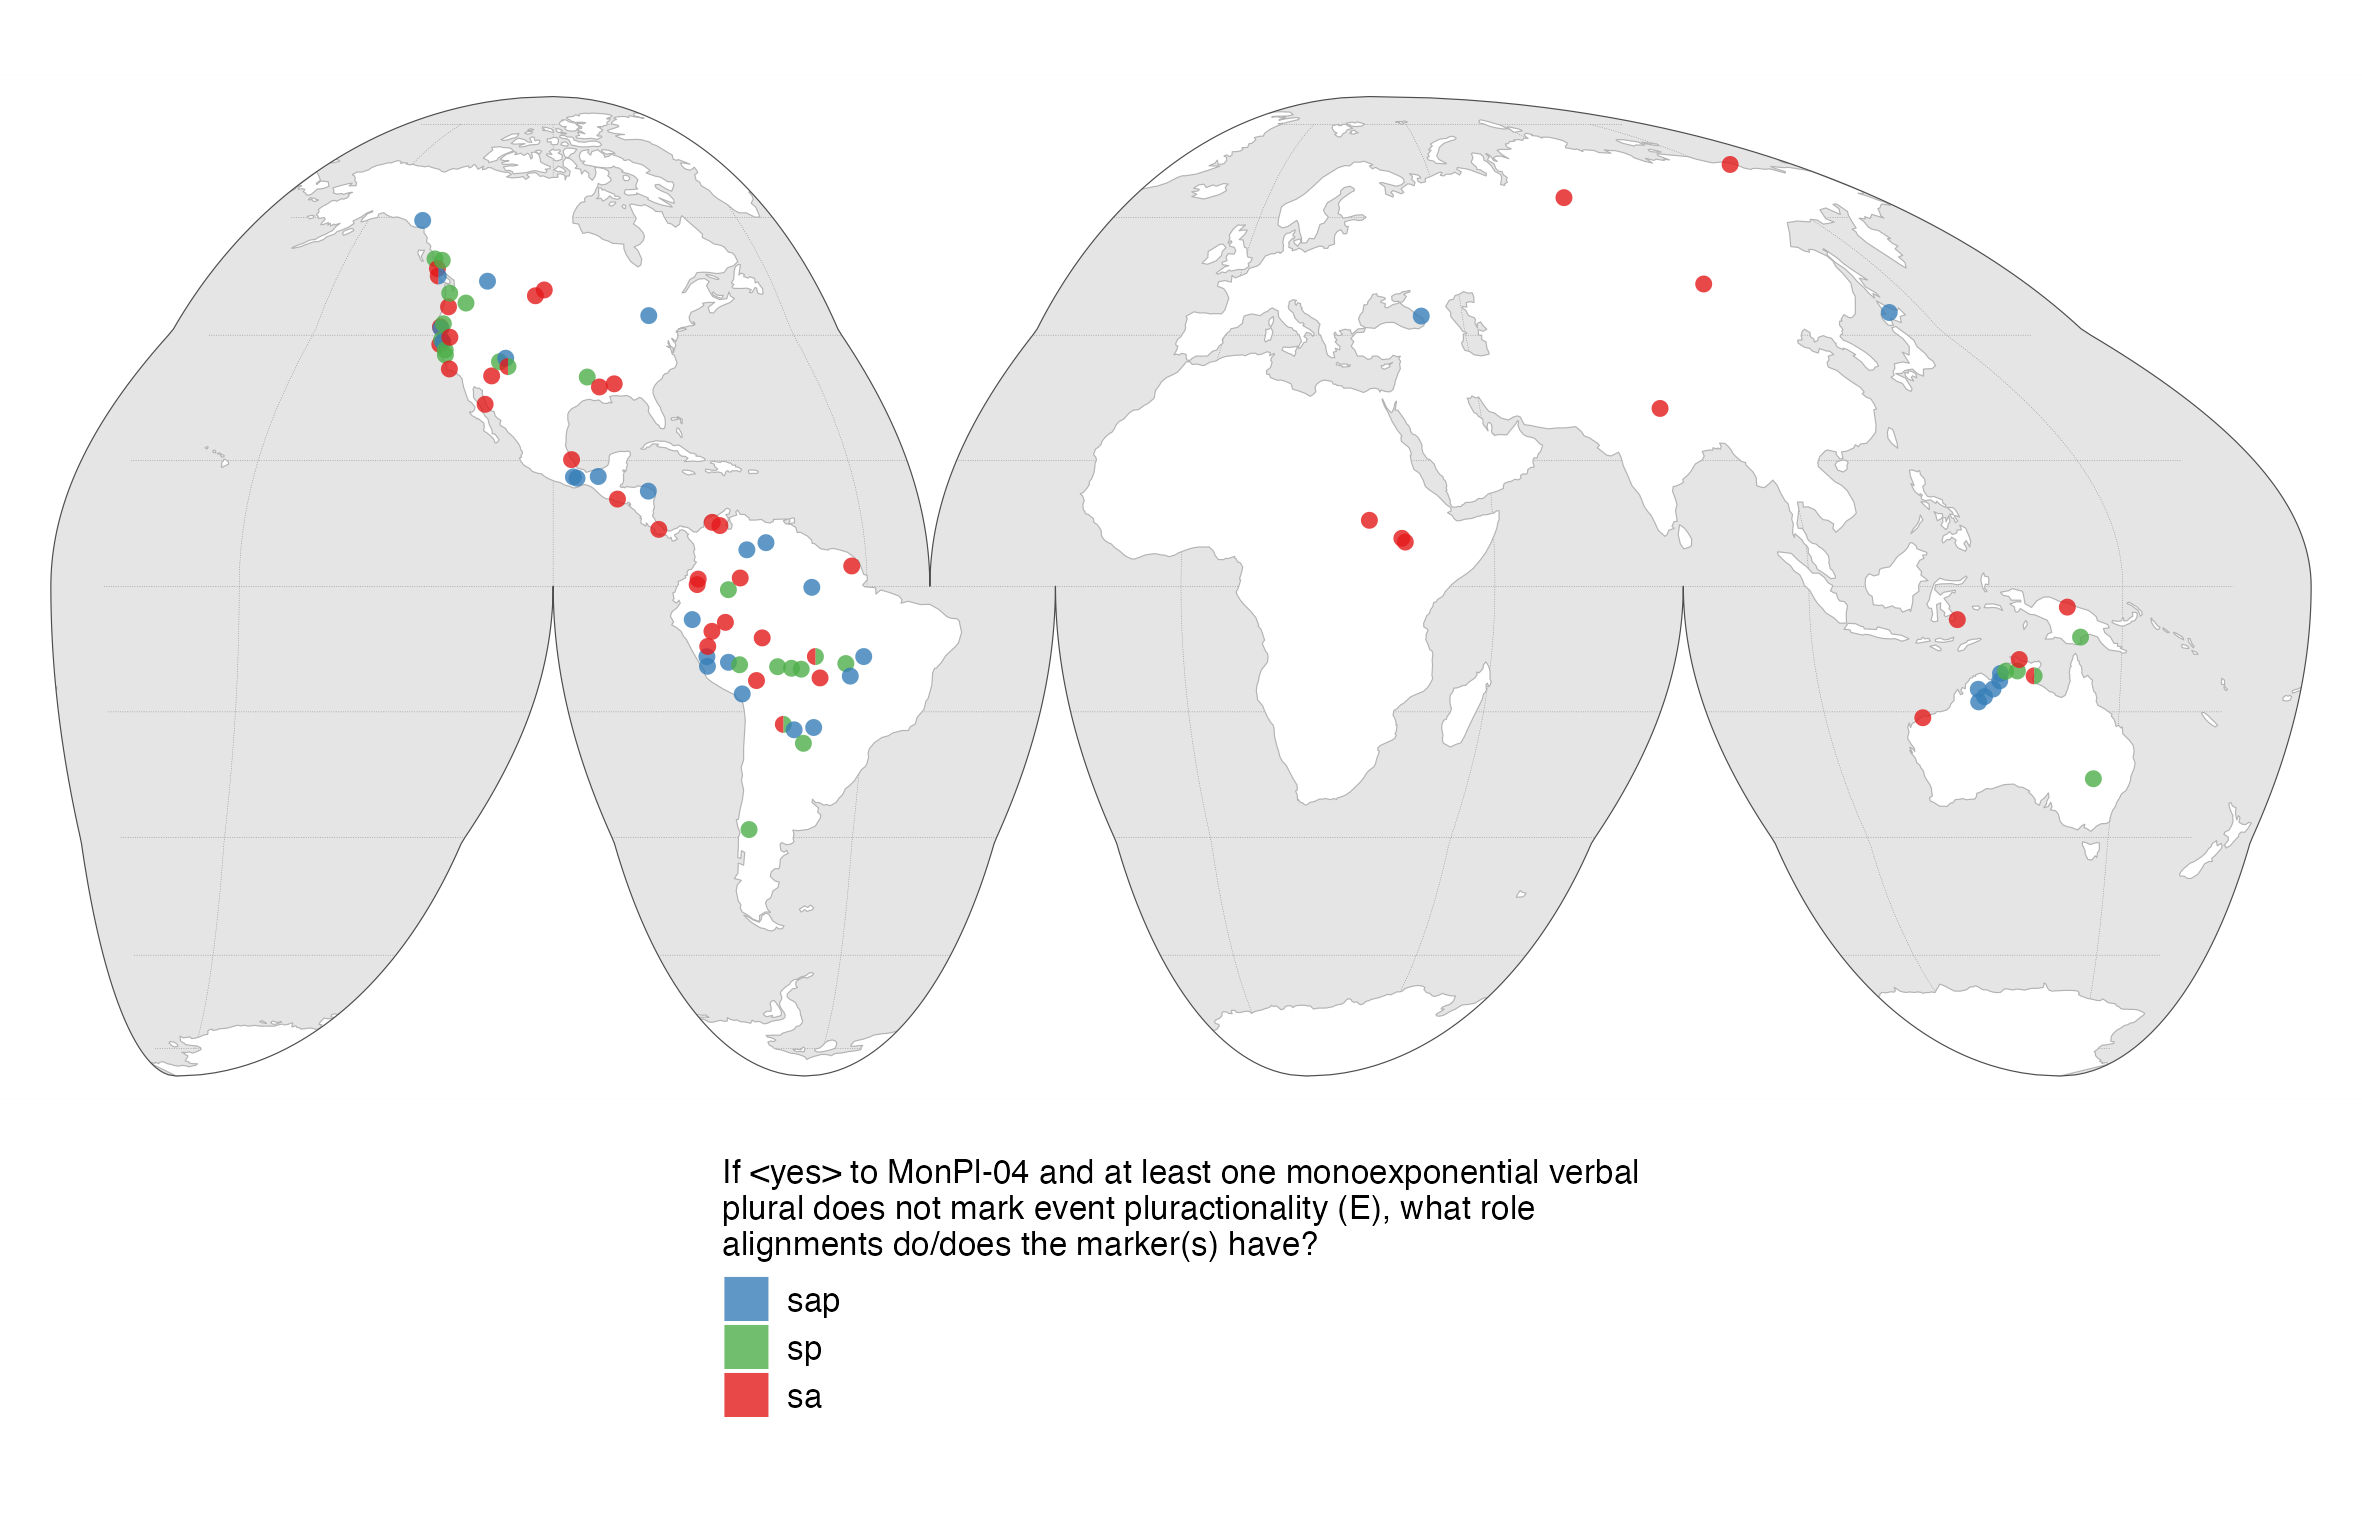 If <yes> to MonPl-04 and at least one monoexponential verbal
plural does not mark event pluractionality (E), what role
alignments do/does the marker(s) have?
sap
sp
sa